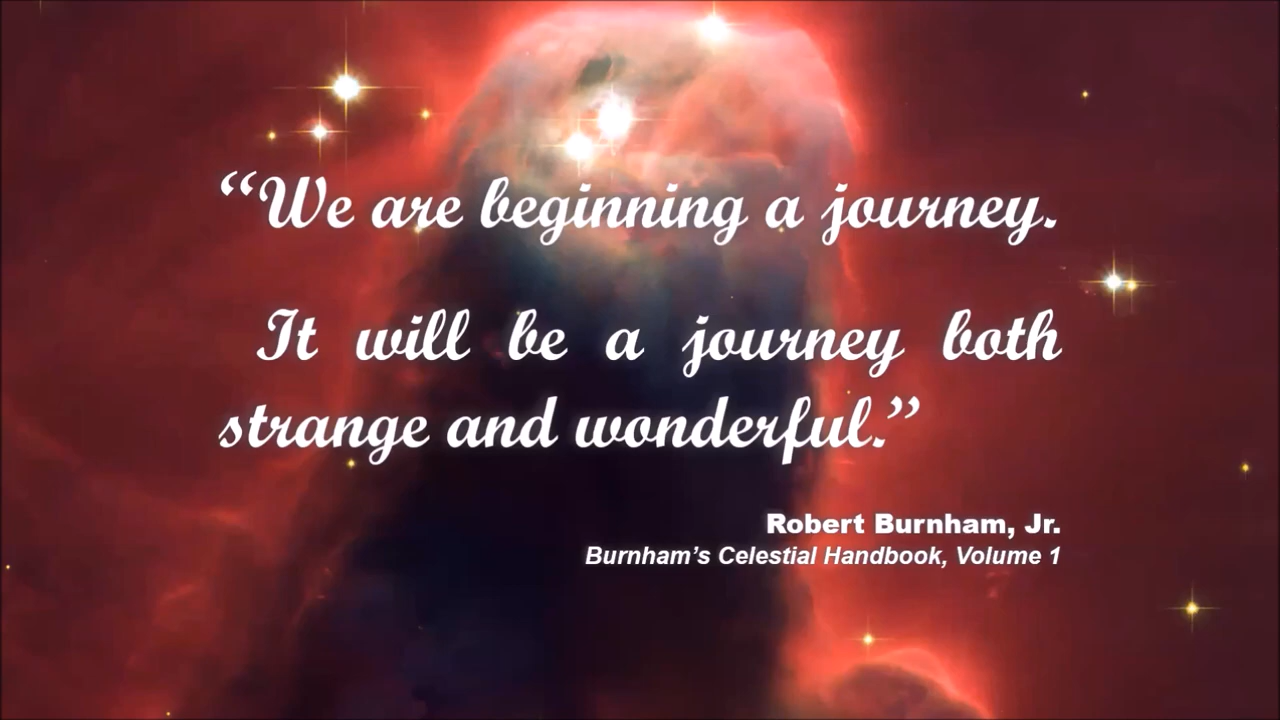 “We are beginning a journey.
It will be a journey both
strange and wonderful.”
Robert Burnham, Jr.
Burnham’s Celestial Handbook, Volume 1